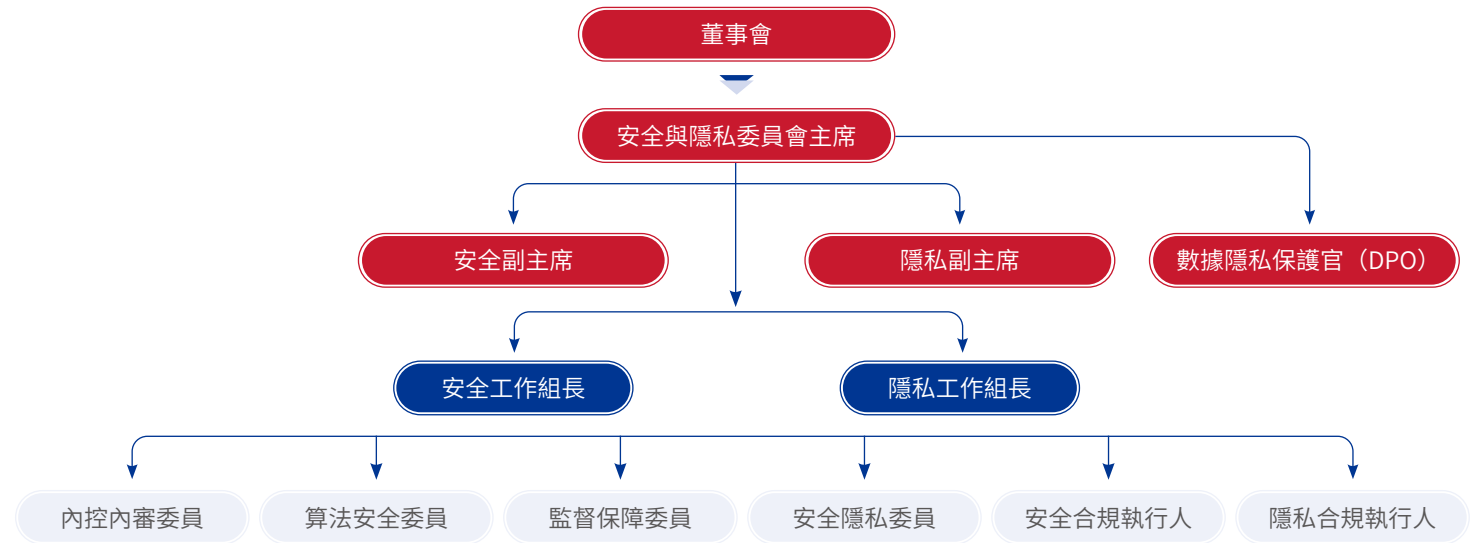 董事會
安全與隱私委員會主席
安全副主席
隱私副主席
數據隱私保護官（DPO）
安全工作組長
隱私工作組長
內控內審委員
算法安全委員
監督保障委員
安全隱私委員
安全合規執行人
隱私合規執行人